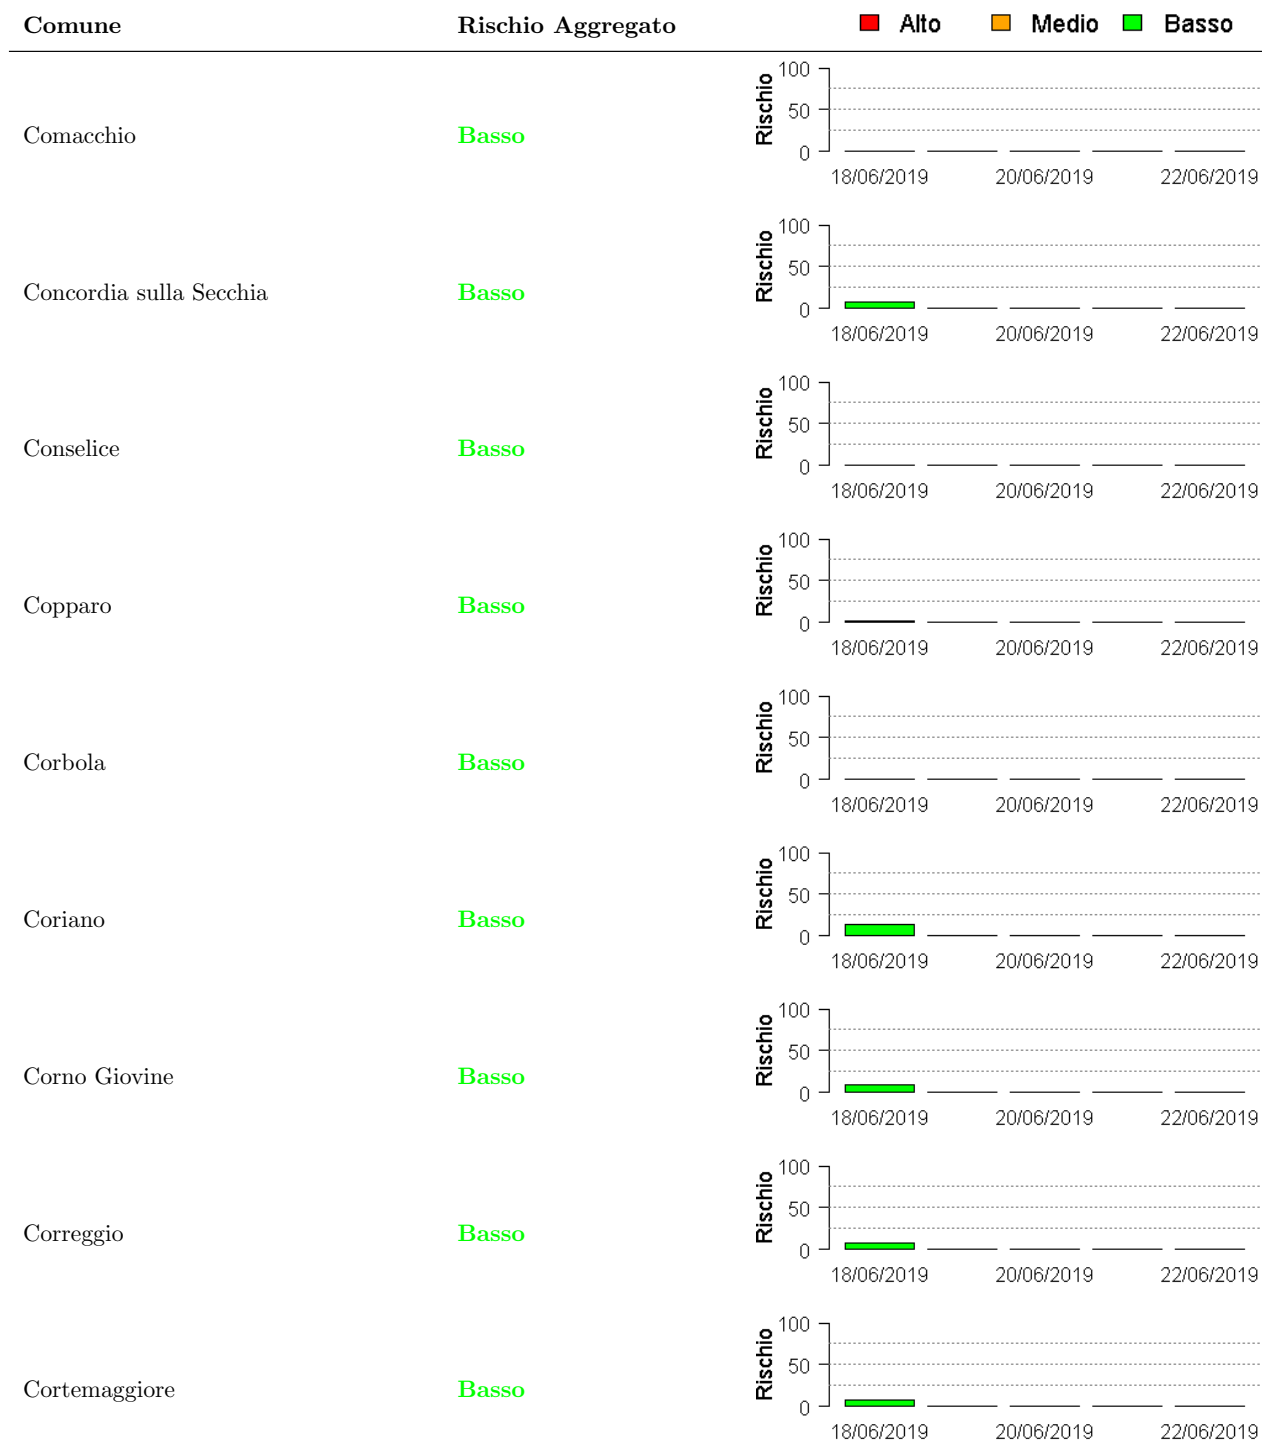 Comune Rischio Aggregato Alto Medio Basso
100
50
0
Rischio
Comacchio Basso
18/06/2019 20/06/2019 22/06/2019
100
50
0
Rischio
Concordia sulla Secchia Basso
18/06/2019 20/06/2019 22/06/2019
100
50
0
Rischio
Conselice Basso
18/06/2019 20/06/2019 22/06/2019
100
50
0
Rischio
Copparo Basso
18/06/2019 20/06/2019 22/06/2019
100
50
0
Rischio
Corbola Basso
18/06/2019 20/06/2019 22/06/2019
100
50
0
Rischio
Coriano Basso
18/06/2019 20/06/2019 22/06/2019
100
50
0
Rischio
Corno Giovine Basso
18/06/2019 20/06/2019 22/06/2019
100
50
0
Rischio
Correggio Basso
18/06/2019 20/06/2019 22/06/2019
100
50
0
Rischio
Cortemaggiore Basso
18/06/2019 20/06/2019 22/06/2019